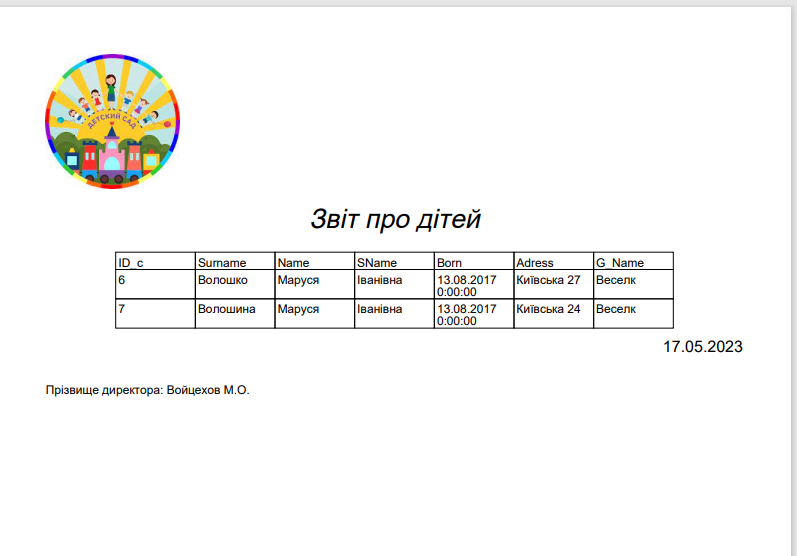 ДЕТСКИЙ САД
Звіт про дітей
ID_c Surname Name SName Born Adress G_Name
6 Волошко Маруся Іванівна 13.08.2017 0:00:00 Київська 27 Веселк
7 Волошина Маруся Іванівна 13.08.2017 0:00:00 Київська 24 Веселк
17.05.2023
Прізвище директора: Войцехов М.О.